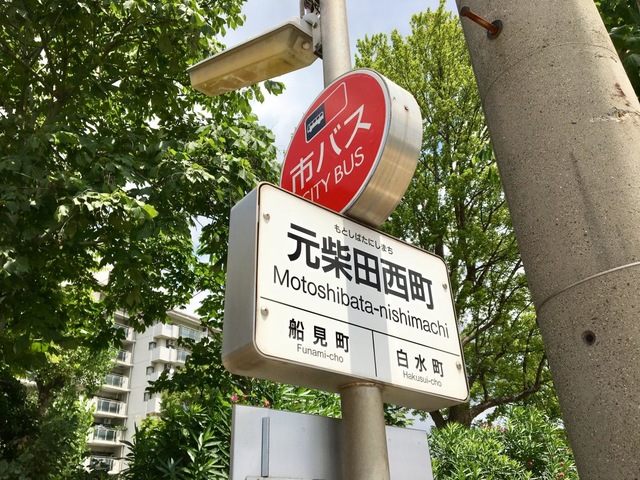 市バス
CITY BUS
もとしばたにしまち
元柴田西町
Motoshibata-nishimachi
船見町
Funami-cho
白水町
Hakusui-cho